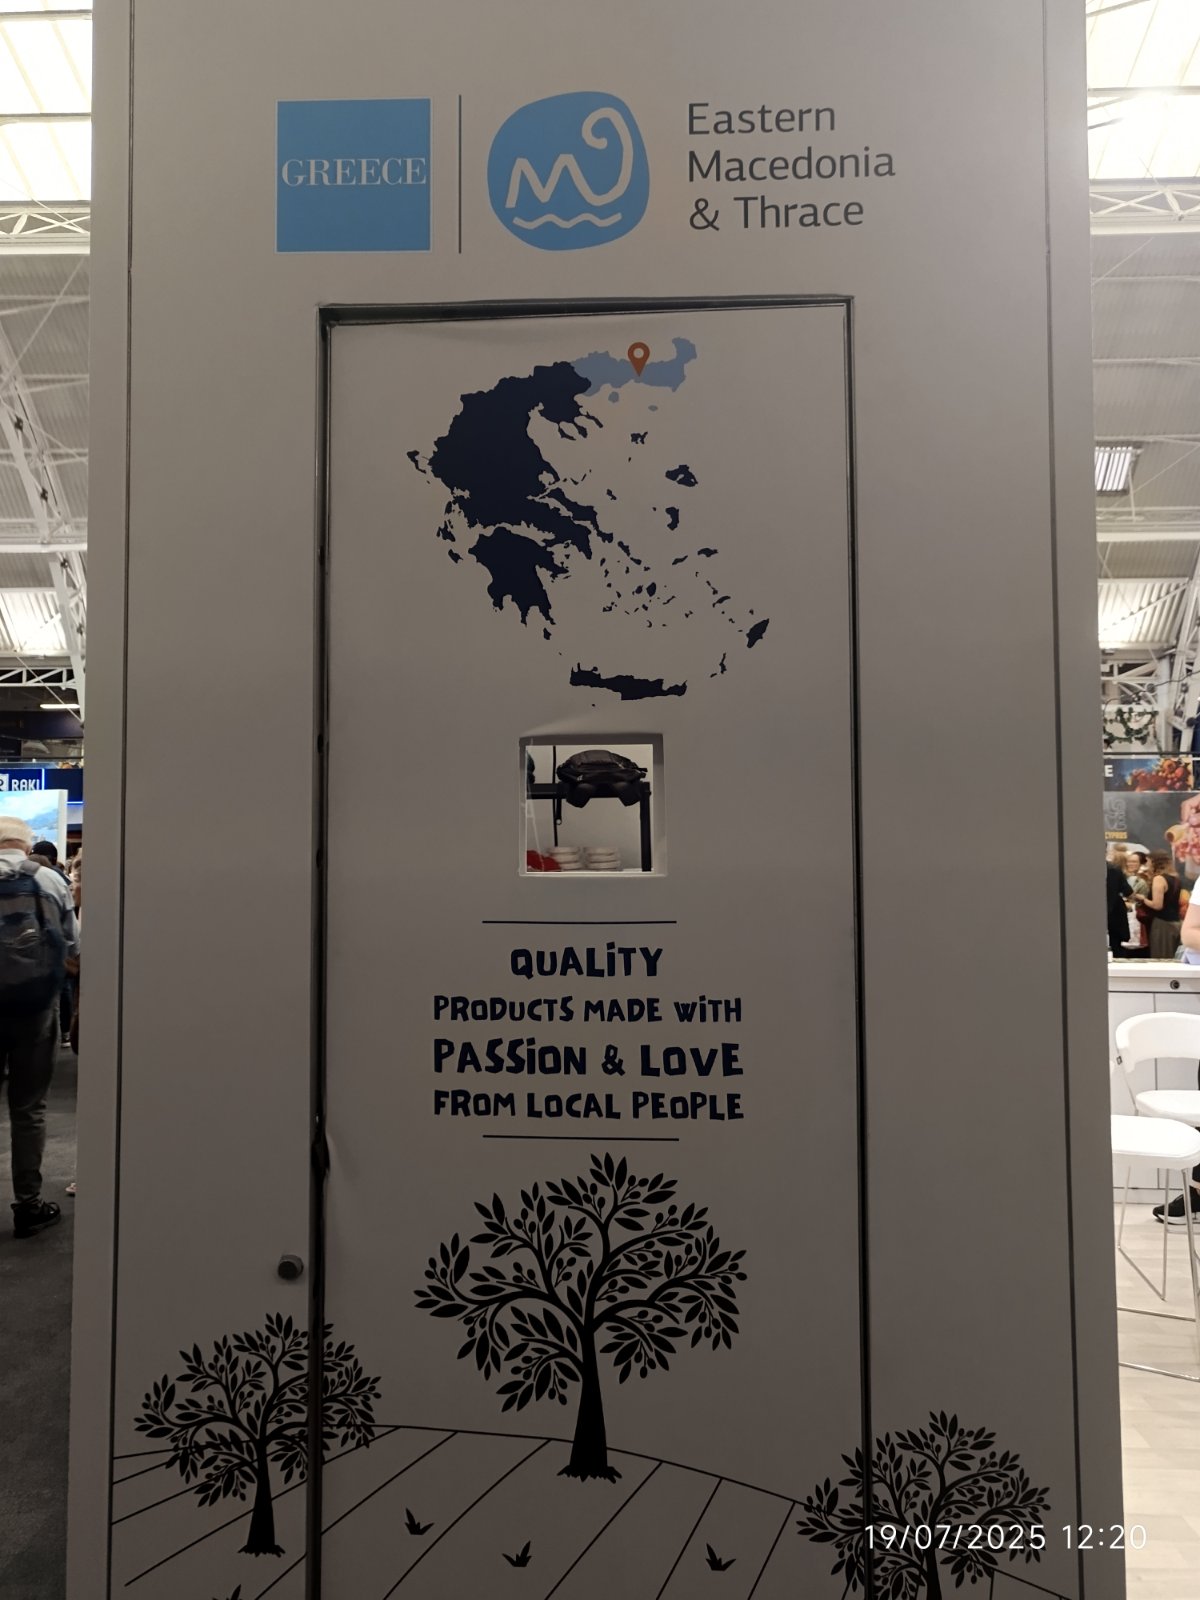 GREECE
Eastern
Macedonia
& Thrace
RAKI
E
CYPRUS
QUALiTY
PRODUCTS MADE WiTH
PASSiON & LOVE
FROM LOCAL PEOPLE
19/07/2025 12:20